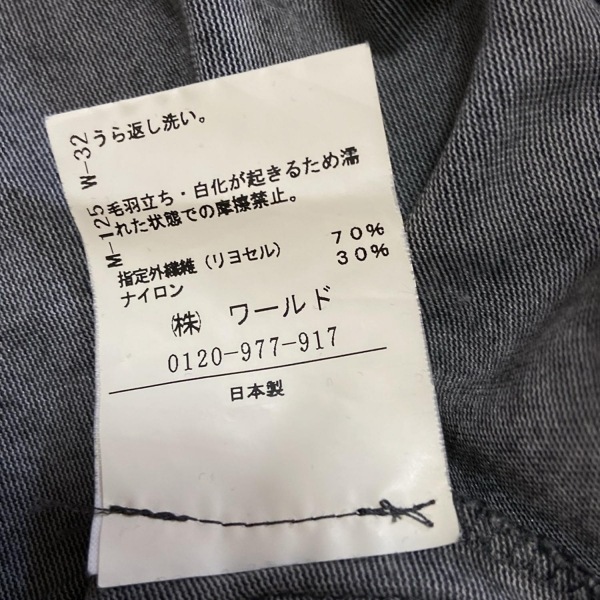 うら返し洗い。
毛羽立ち・白化が起きるため濡
れた状態での摩擦禁止。
指定外繊維（リヨセル） 70%
ナイロン 30%
㈱ ワールド
0120-977-917
日本製
M-125 W-32